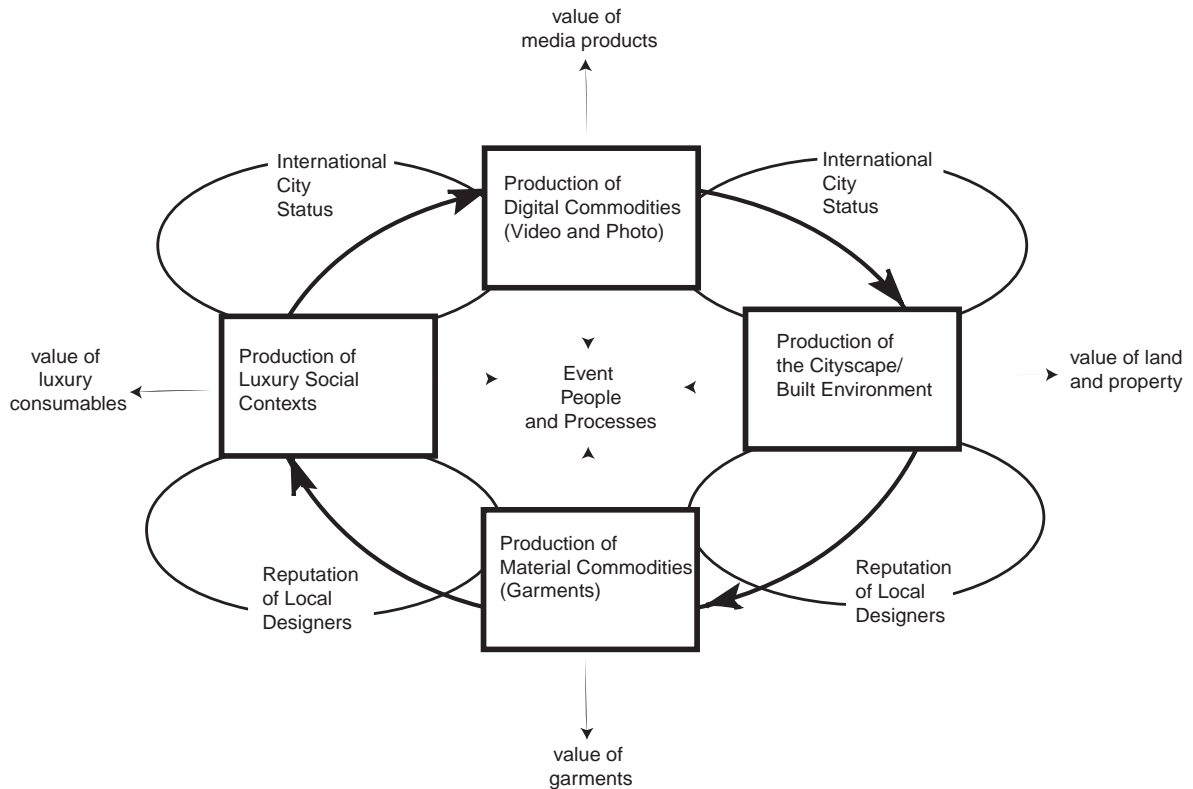 value of
media products
International
City
Status
International
City
Status
Production of
Digital Commodities
(Video and Photo)
value of
luxury
consumables
Production of
Luxury Social
Contexts
Event
People
and Processes
Production of
the Cityscape/
Built Environment
value of land
and property
Reputation
of Local
Designers
Production of
Material Commodities
(Garments)
Reputation
of Local
Designers
value of
garments